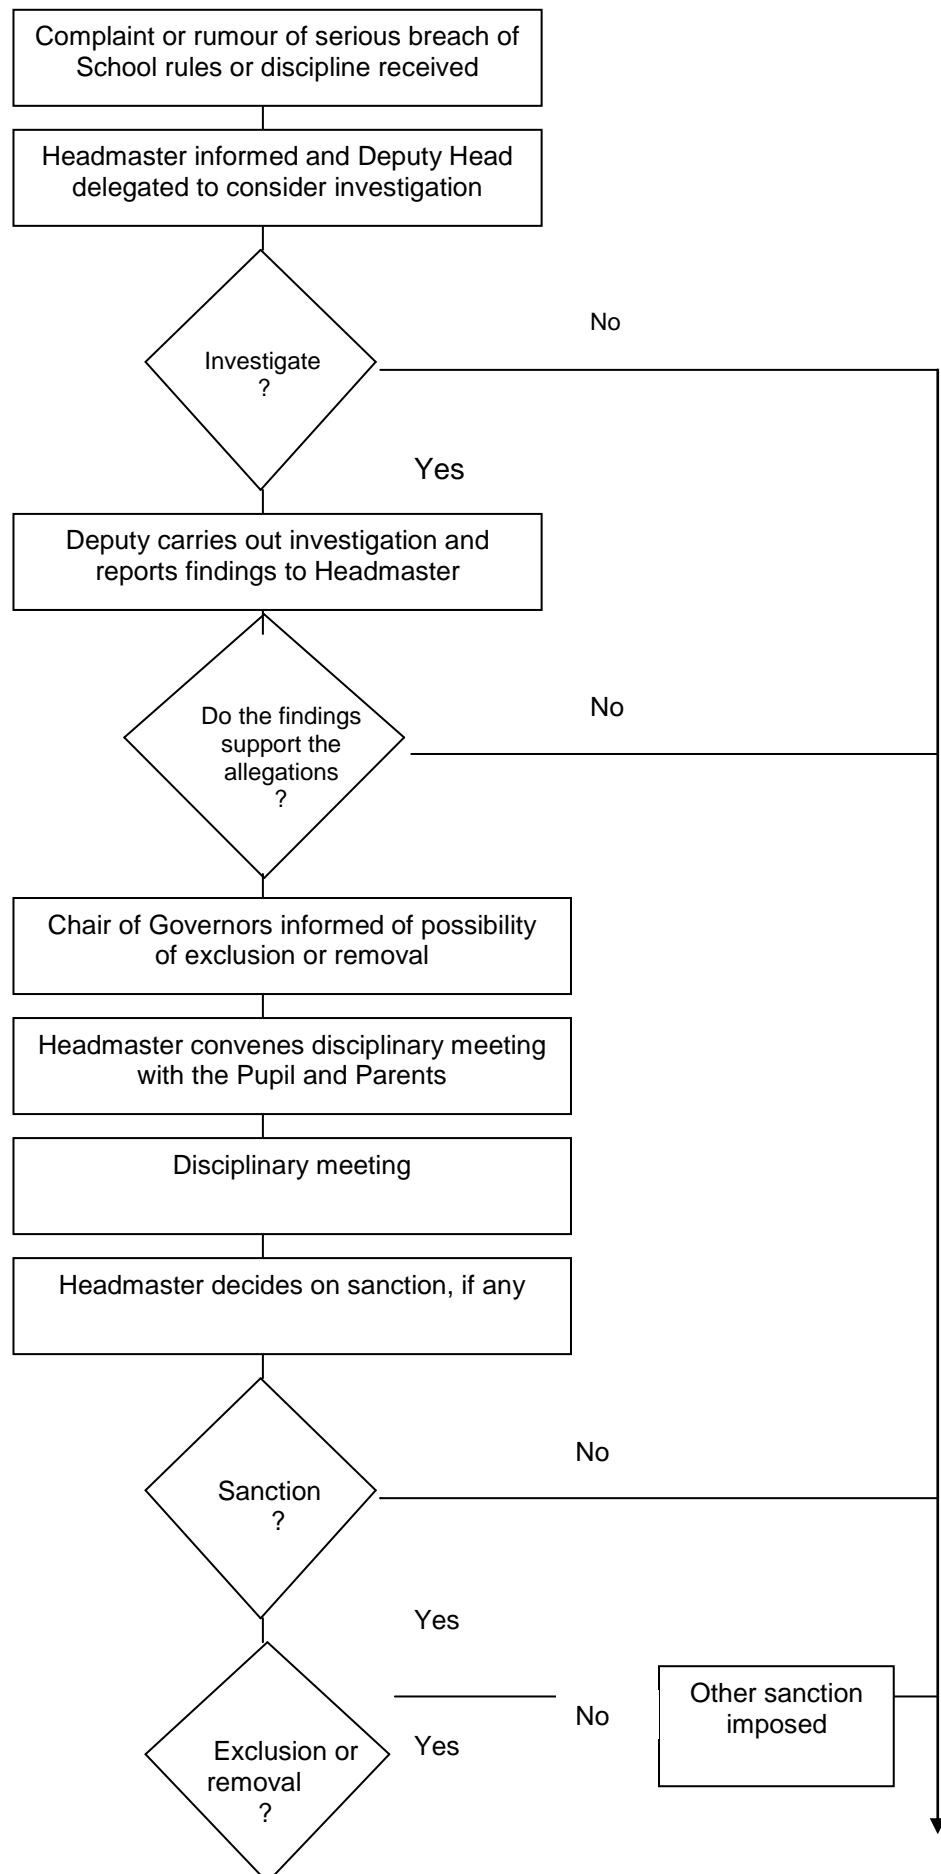 Complaint or rumour of serious breach of
School rules or discipline received
Headmaster informed and Deputy Head
delegated to consider investigation
No
Investigate
?
Yes
Deputy carries out investigation and
reports findings to Headmaster
No
Do the findings
support the
allegations
?
Chair of Governors informed of possibility
of exclusion or removal
Headmaster convenes disciplinary meeting
with the Pupil and Parents
Disciplinary meeting
Headmaster decides on sanction, if any
No
Sanction
?
Yes
Other sanction
imposed
No
Yes
Exclusion or
removal
?